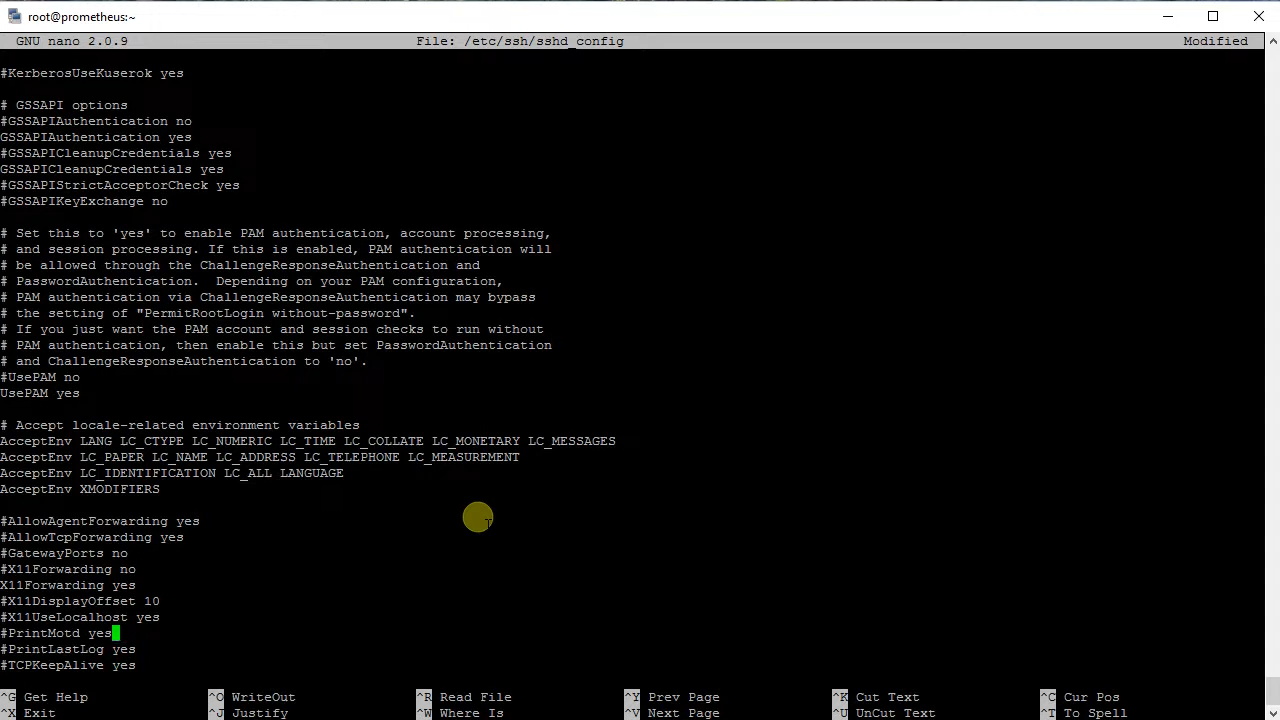 root@prometheus:~
GNU nano 2.0.9 File: /etc/ssh/sshd_config Modified
#KerberosUseKuserok yes
# GSSAPI options
#GSSAPIAuthentication no
GSSAPIAuthentication yes
#GSSAPICleanupCredentials yes
GSSAPICleanupCredentials yes
#GSSAPIStrictAcceptorCheck yes
#GSSAPIKeyExchange no
# Set this to 'yes' to enable PAM authentication, account processing,
# and session processing. If this is enabled, PAM authentication will
# be allowed through the ChallengeResponseAuthentication and
# PasswordAuthentication.  Depending on your PAM configuration,
# PAM authentication via ChallengeResponseAuthentication may bypass
# the setting of "PermitRootLogin without-password".
# If you just want the PAM account and session checks to run without
# PAM authentication, then enable this but set PasswordAuthentication
# and ChallengeResponseAuthentication to 'no'.
#UsePAM no
UsePAM yes
# Accept locale-related environment variables
AcceptEnv LANG LC_CTYPE LC_NUMERIC LC_TIME LC_COLLATE LC_MONETARY LC_MESSAGES
AcceptEnv LC_PAPER LC_NAME LC_ADDRESS LC_TELEPHONE LC_MEASUREMENT
AcceptEnv LC_IDENTIFICATION LC_ALL LANGUAGE
AcceptEnv XMODIFIERS
#AllowAgentForwarding yes
#AllowTcpForwarding yes
#GatewayPorts no
#X11Forwarding no
X11Forwarding yes
#X11DisplayOffset 10
#X11UseLocalhost yes
#PrintMotd yes
#PrintLastLog yes
#TCPKeepAlive yes
^G Get Help ^O WriteOut ^R Read File ^Y Prev Page ^K Cut Text ^C Cur Pos
^X Exit ^J Justify ^W Where Is ^V Next Page ^U UnCut Text ^T To Spell